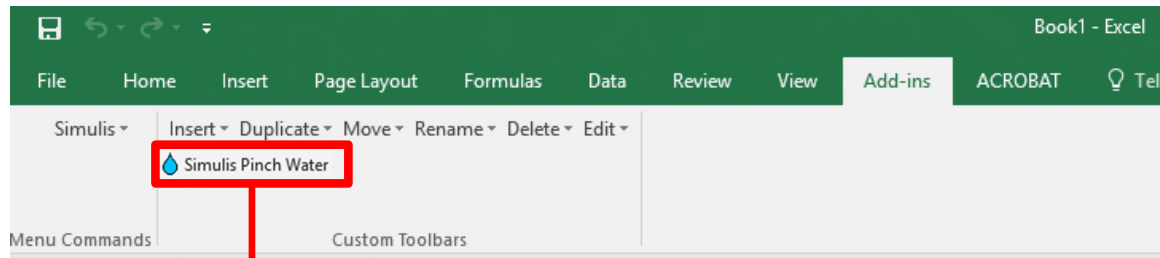 Book1 - Excel
File Home Insert Page Layout Formulas Data Review View Add-ins ACROBAT Tel
Simulis Insert Duplicate Move Rename Delete Edit
Simulis Pinch Water
Menu Commands Custom Toolbars